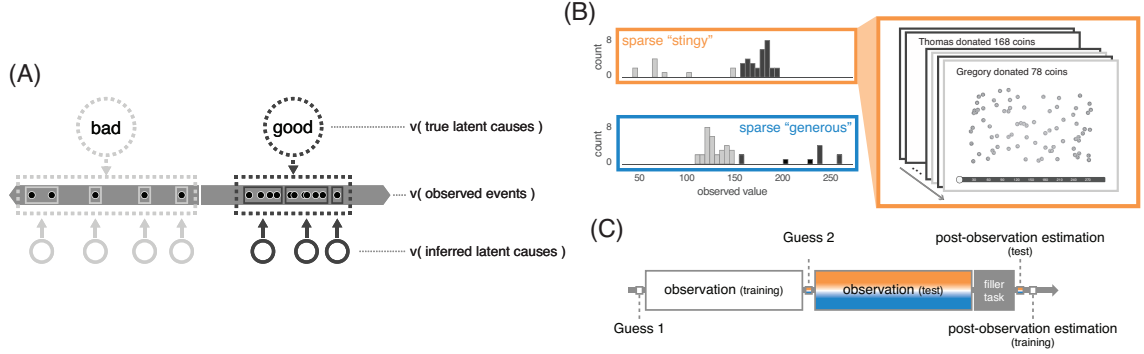 (A)
bad
good
v( true latent causes )
v( observed events )
v( inferred latent causes )
(B)
sparse “stingy”
count
8
0
sparse “generous”
count
8
0
50
100
150
200
250
observed value
Thomas donated 168 coins
Gregory donated 78 coins
(C)
Guess 2
post-observation estimation
(test)
observation (training)
observation (test)
filler
task
Guess 1
post-observation estimation
(training)